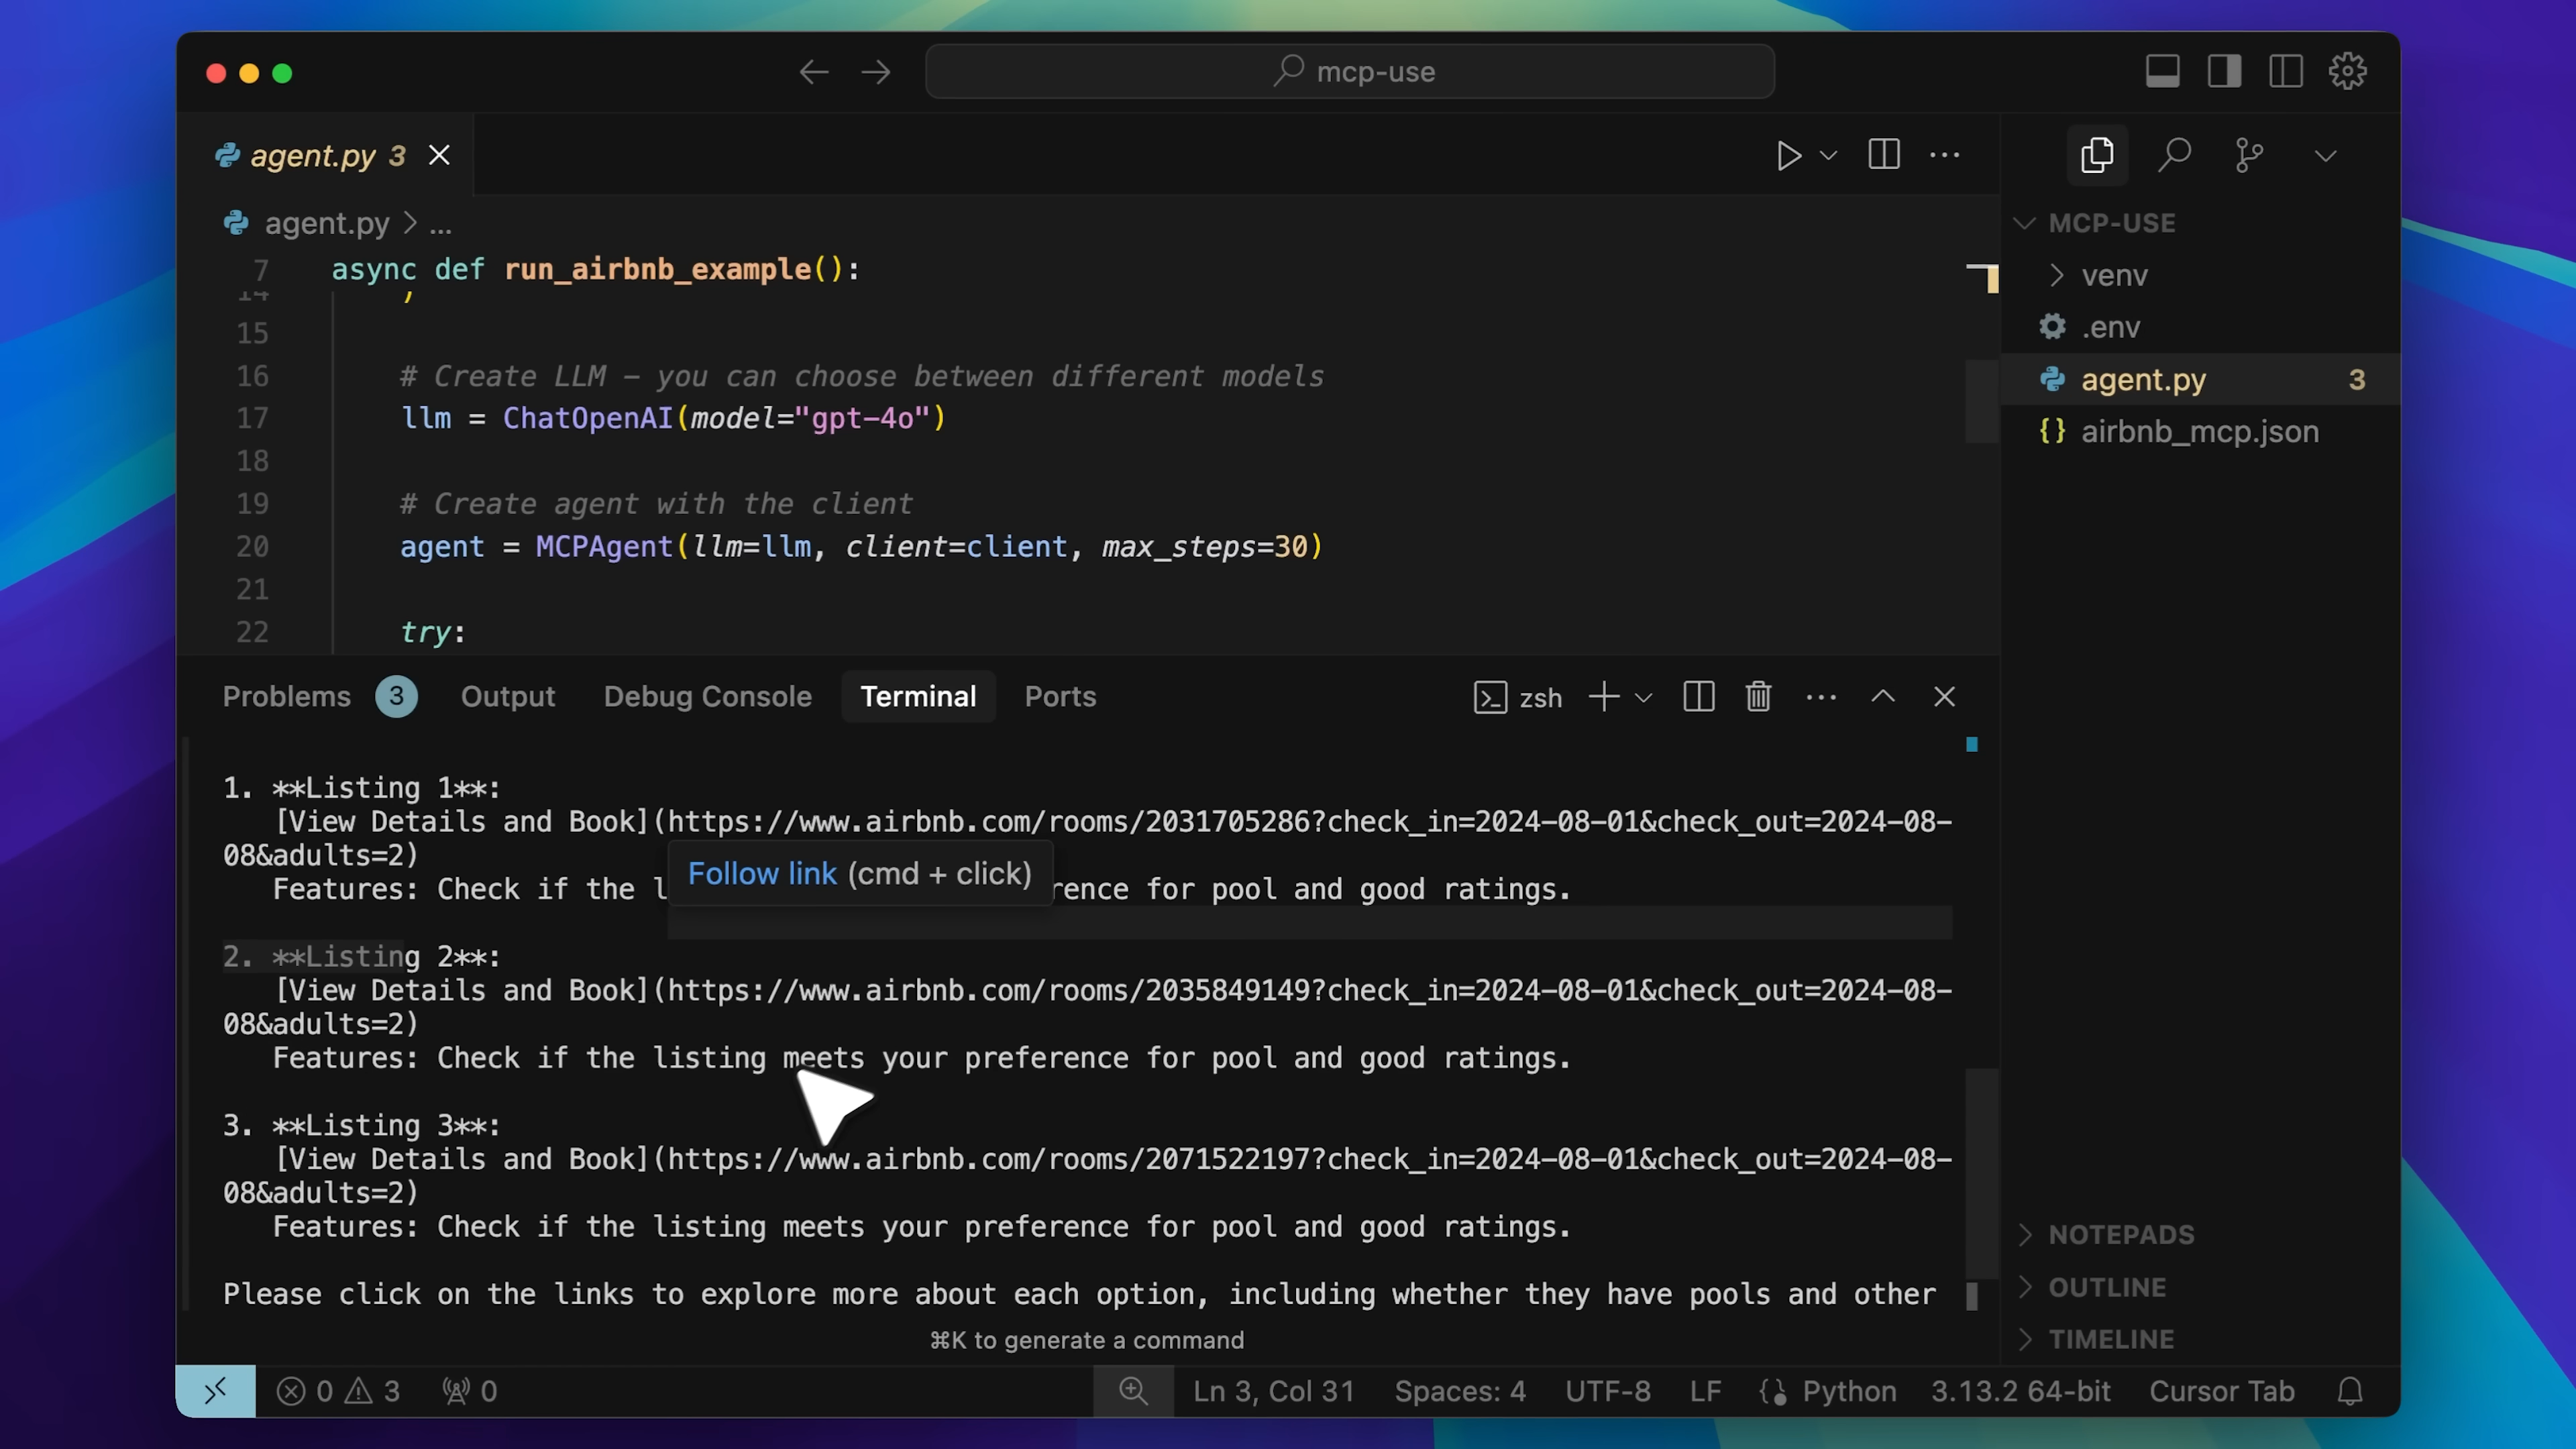 mcp-use
agent.py 3
agent.py > ...
7 async def run_airbnb_example():
14 )
15
16 # Create LLM – you can choose between different models
17 llm = ChatOpenAI(model="gpt-4o")
18
19 # Create agent with the client
20 agent = MCPAgent(llm=llm, client=client, max_steps=30)
21
22 try:
MCP-USE
venv
.env
agent.py 3
airbnb_mcp.json
Problems 3 Output Debug Console Terminal Ports zsh
1. **Listing 1**:
[View Details and Book](https://www.airbnb.com/rooms/2031705286?check_in=2024-08-01&check_out=2024-08-
08&adults=2)
Features: Check if the l
Follow link (cmd + click)
rence for pool and good ratings.
2. **Listing 2**:
[View Details and Book](https://www.airbnb.com/rooms/2035849149?check_in=2024-08-01&check_out=2024-08-
08&adults=2)
Features: Check if the listing meets your preference for pool and good ratings.
3. **Listing 3**:
[View Details and Book](https://www.airbnb.com/rooms/2071522197?check_in=2024-08-01&check_out=2024-08-
08&adults=2)
Features: Check if the listing meets your preference for pool and good ratings.
Please click on the links to explore more about each option, including whether they have pools and other
⌘K to generate a command
NOTEPADS
OUTLINE
TIMELINE
0 3 0 Ln 3, Col 31 Spaces: 4 UTF-8 LF Python 3.13.2 64-bit Cursor Tab